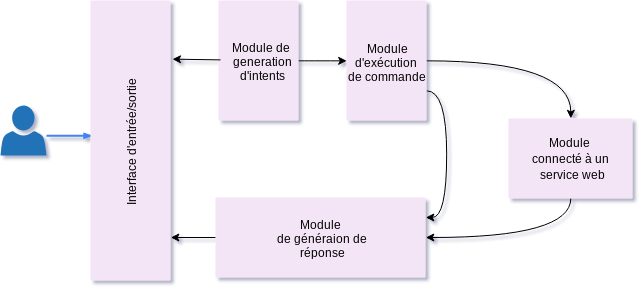 Interface d'entrée/sortie
Module de
generation
d'intents
Module
d'exécution
de commande
Module
connecté à un
service web
Module
de généraion de
réponse